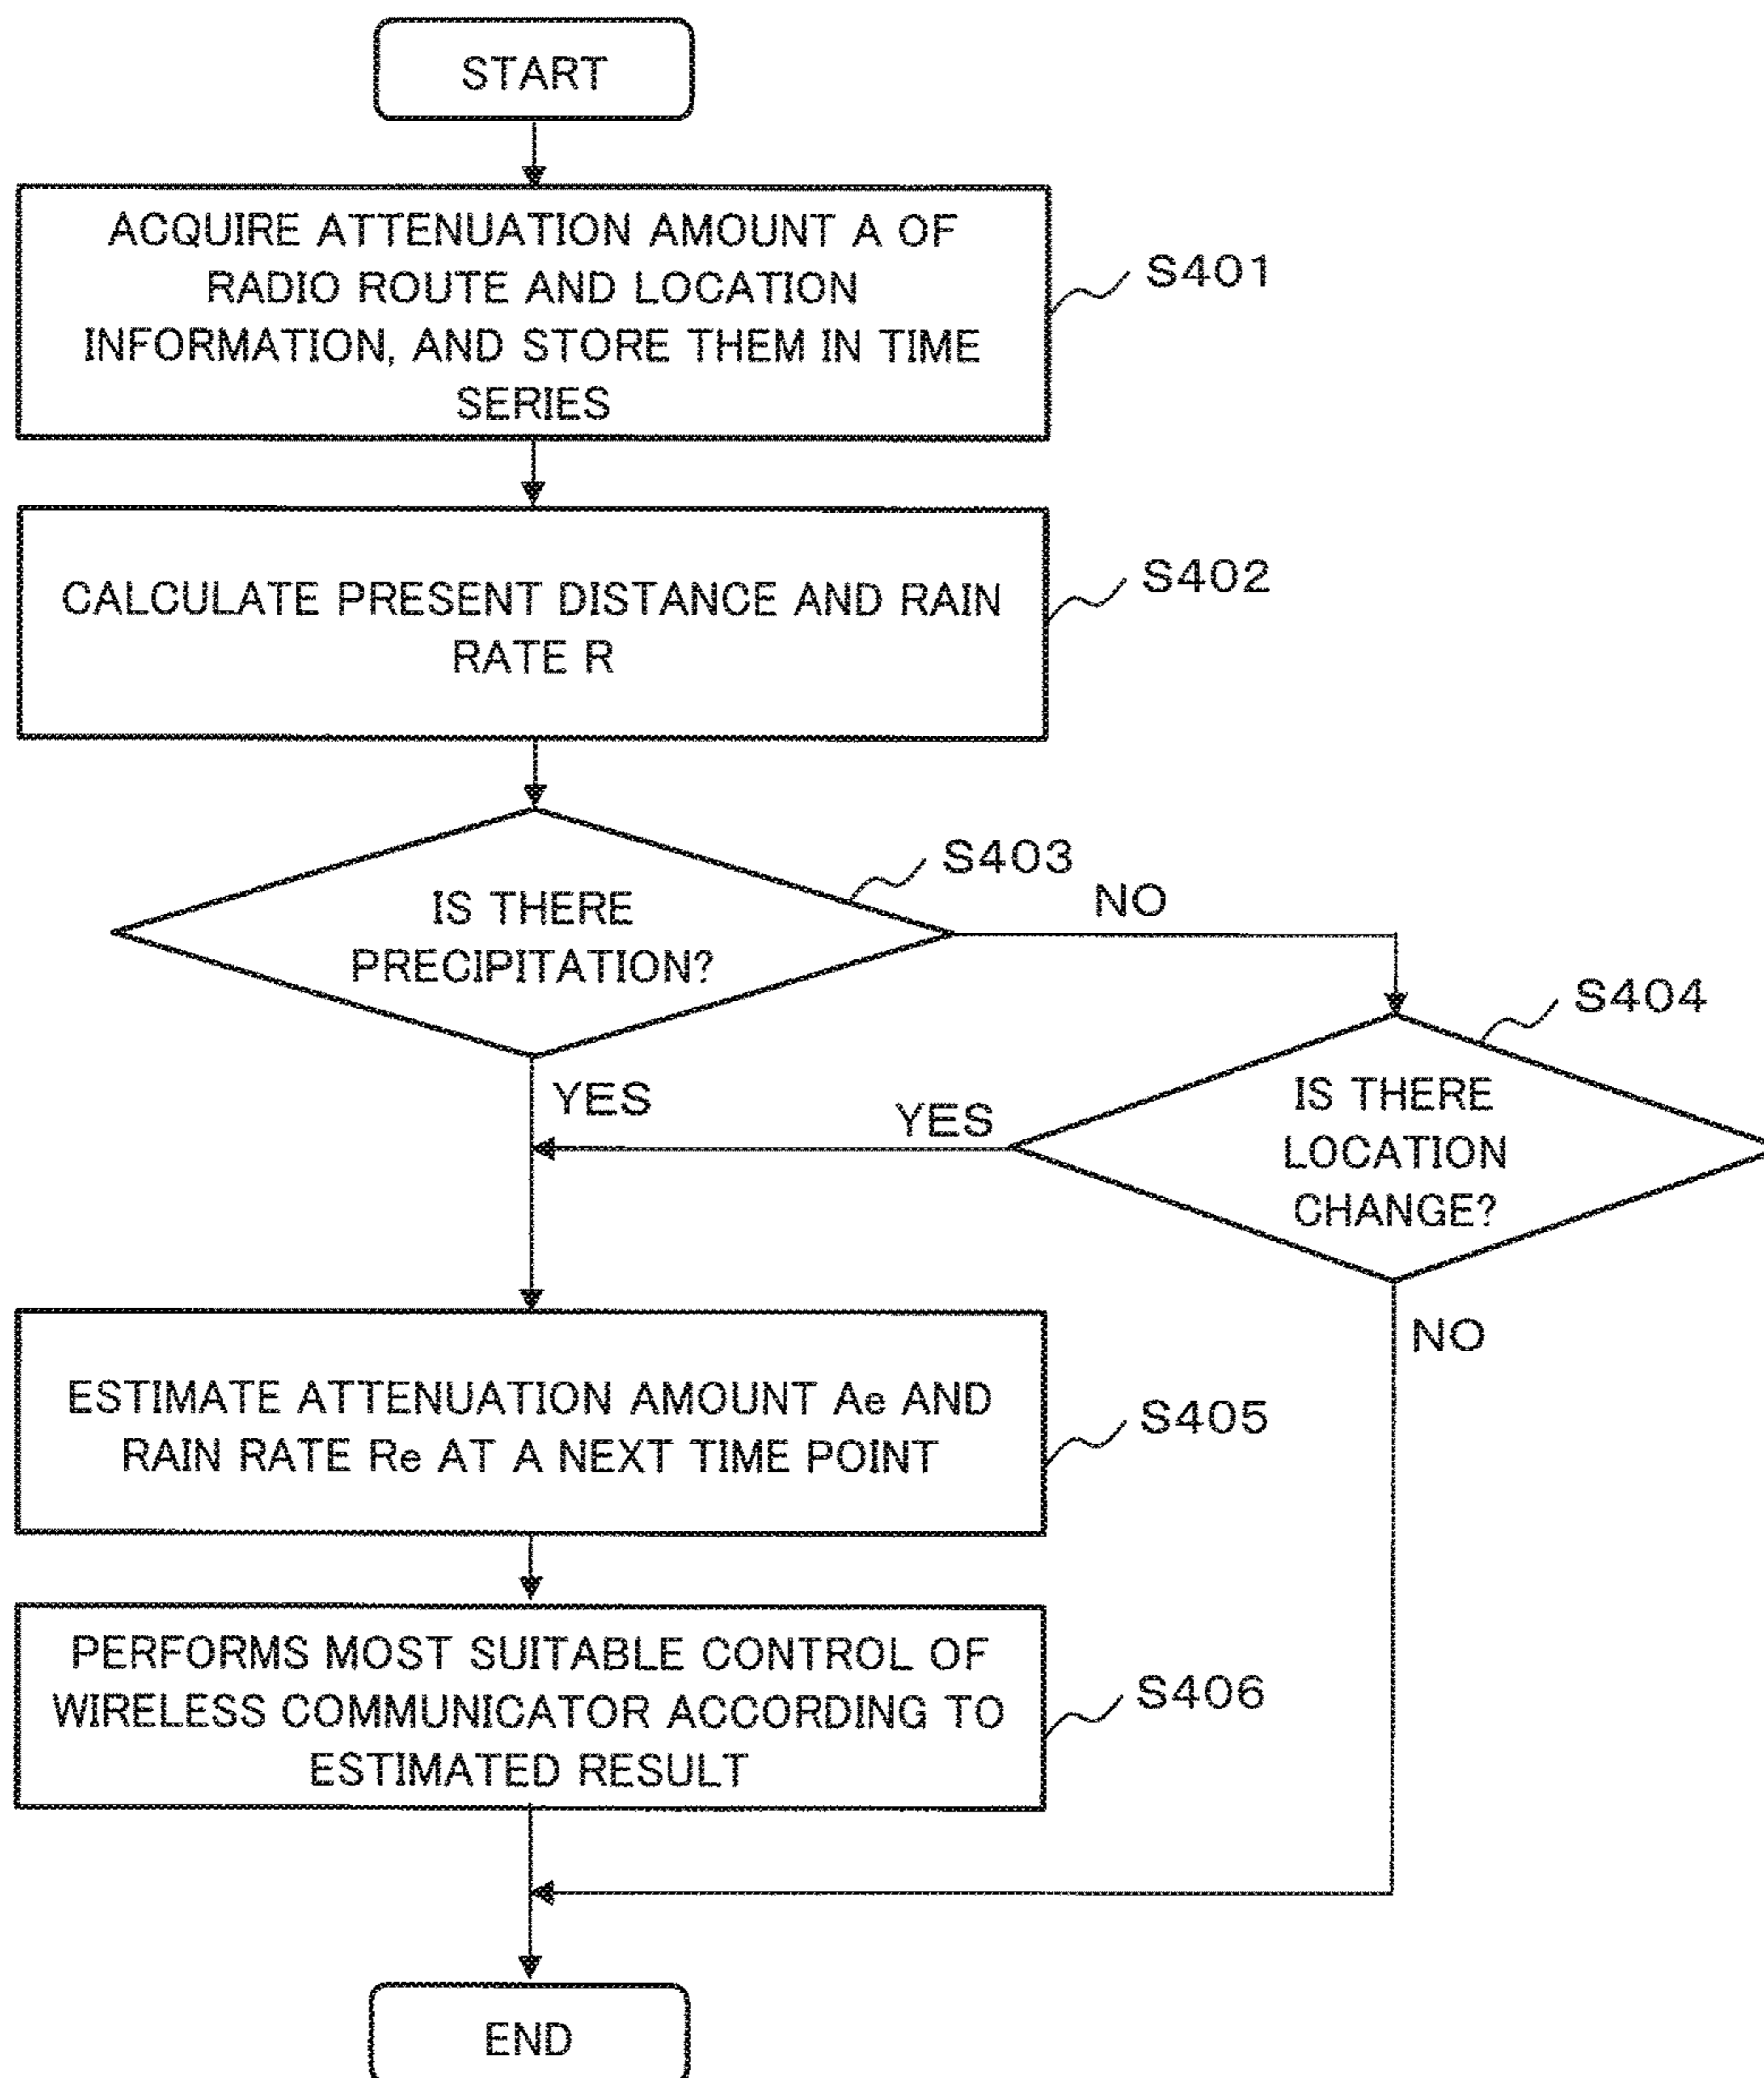 START
ACQUIRE ATTENUATION AMOUNT A OF
RADIO ROUTE AND LOCATION
INFORMATION, AND STORE THEM IN TIME
SERIES
S401
CALCULATE PRESENT DISTANCE AND RAIN
RATE R
S402
IS THERE
PRECIPITATION?
S403
NO
YES
IS THERE
LOCATION
CHANGE?
S404
YES
NO
ESTIMATE ATTENUATION AMOUNT Ae AND
RAIN RATE Re AT A NEXT TIME POINT
S405
PERFORMS MOST SUITABLE CONTROL OF
WIRELESS COMMUNICATOR ACCORDING TO
ESTIMATED RESULT
S406
END